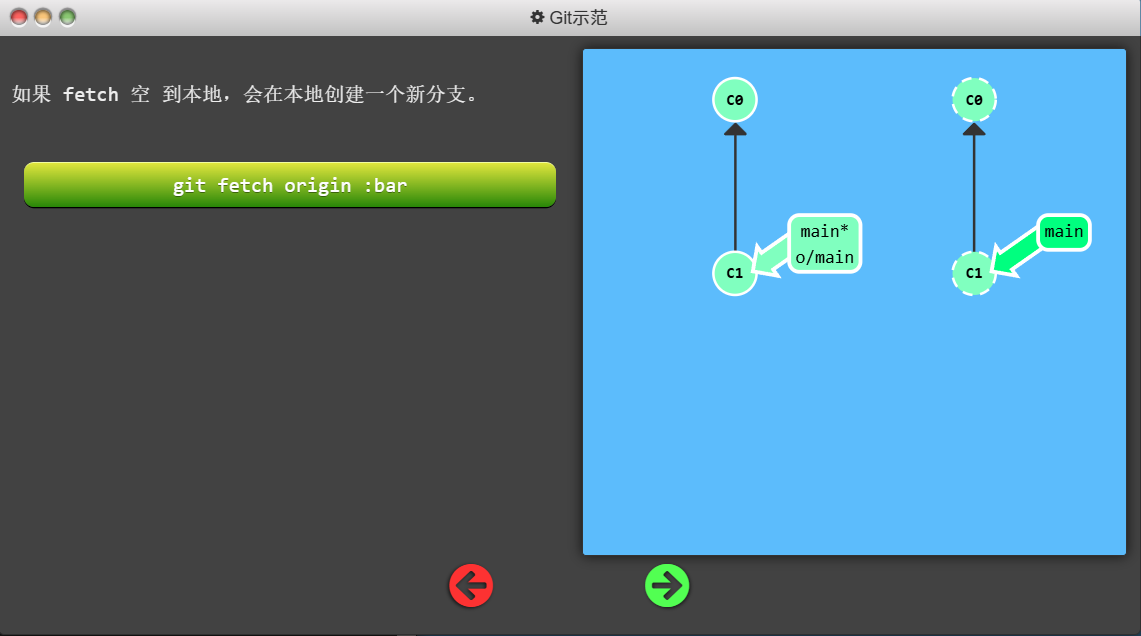 Git示范
如果 fetch 空 到本地，会在本地创建一个新分支。
git fetch origin :bar
C0
C0
main*
o/main
main
C1
C1